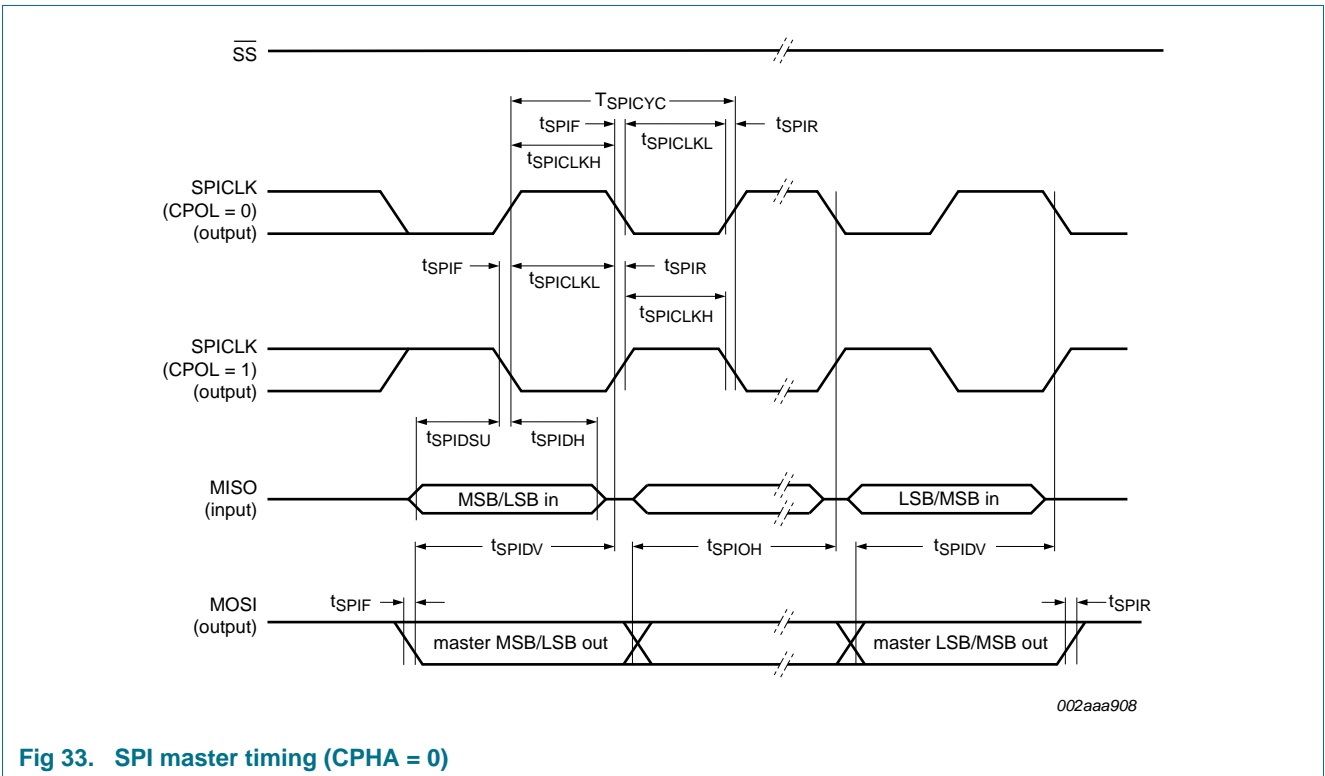 SS
TSPICYC
tSPIF tSPICLKL tSPIR
tSPICLKH
SPICLK
(CPOL = 0)
(output)
tSPIF tSPICLKL tSPIR
tSPICLKH
SPICLK
(CPOL = 1)
(output)
tSPIDSU tSPIDH
MISO
(input)
MSB/LSB in LSB/MSB in
tSPIDV tSPIOH tSPIDV
MOSI
(output)
tSPIF tSPIR
master MSB/LSB out master LSB/MSB out
002aaa908
Fig 33. SPI master timing (CPHA = 0)